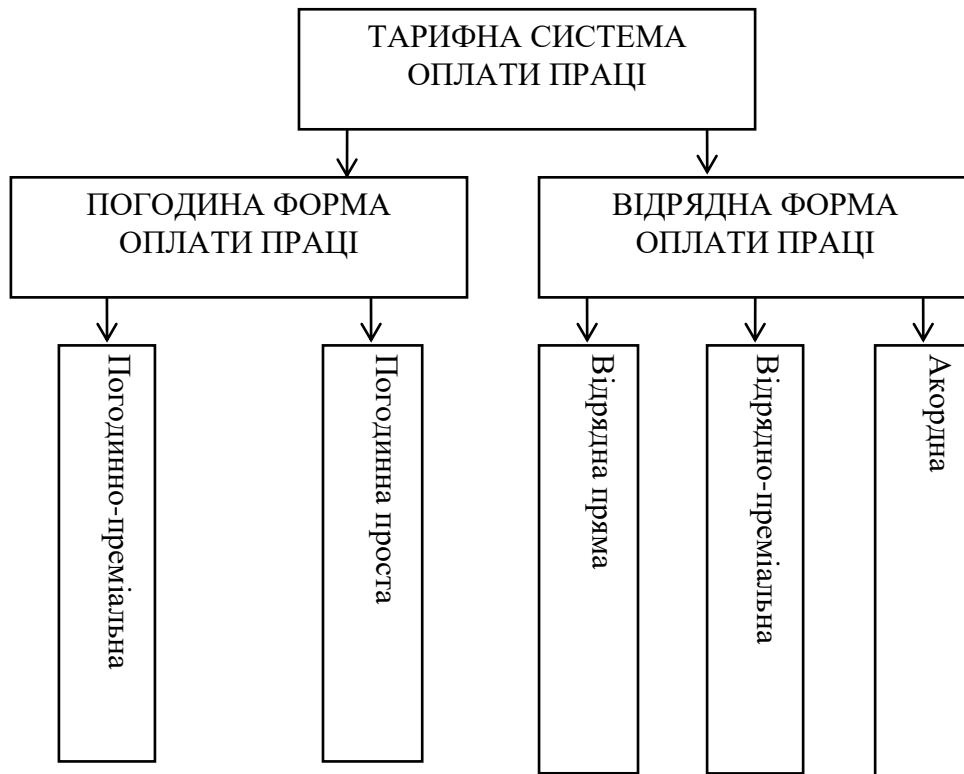 ТАРИФНА СИСТЕМА
ОПЛАТИ ПРАЦІ
ПОГОДИНА ФОРМА
ОПЛАТИ ПРАЦІ
ВІДРЯДНА ФОРМА
ОПЛАТИ ПРАЦІ
Погодинно-преміальна
Погодинна проста
Відрядна пряма
Відрядно-преміальна
Акордна